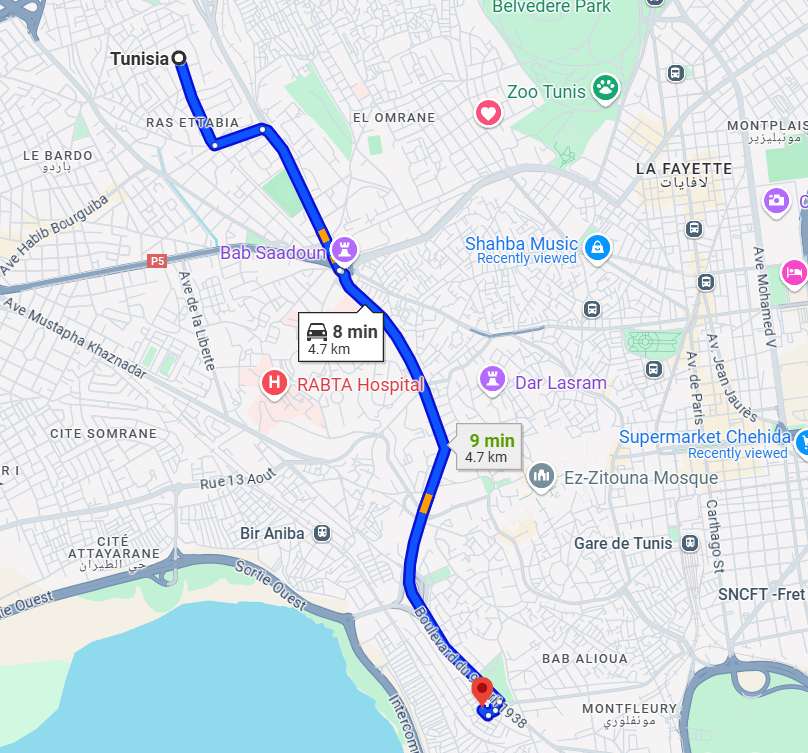 Belvedere Park
Tunisia
Zoo Tunis
RAS ETTABIA
EL OMRANE
MONTPLAIS
مونبليزير
LE BARDO
باردو
LA FAYETTE
لافايات
Ave Habib Bourguiba
Bab Saadoun
Shahba Music
Recently viewed
P5
Ave de la Liberte
Ave Mohamed V
Ave Mustapha Khaznadar
8 min
4.7 km
Av. de Paris
Av. Jean Jaurès
H
RABTA Hospital
Dar Lasram
CITE SOMRANE
9 min
4.7 km
Supermarket Chehida
Recently viewed
R I
Rue 13 Aout
Ez-Zitouna Mosque
Carthago St
Bir Aniba
Gare de Tunis
CITÉ
ATTAYARANE
حي الطيران
Sortie Ouest
tie Ouest
SNCFT -Fret
Boulevard du 9 avril 1938
BAB ALIOUA
MONTFLEURY
مونفلوري
Intercom